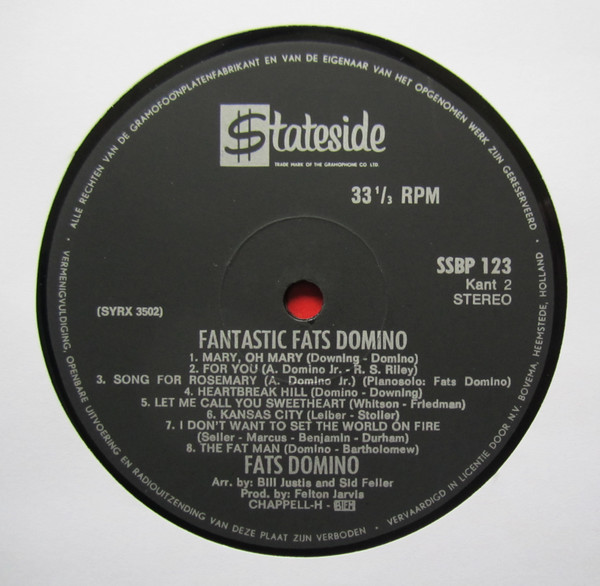 $tateside
TRADE MARK OF THE GRAMOPHONE CO. LTD.
33 1/3 RPM
SSBP 123
Kant 2
STEREO
(SYRX 3502)
FANTASTIC FATS DOMINO
1. MARY, OH MARY (Downing - Domino)
2. FOR YOU (A. Domino Jr. - R. S. Riley)
3. SONG FOR ROSEMARY (A. Domino Jr.) (Pianosolo: Fats Domino)
4. HEARTBREAK HILL (Domino - Downing)
5. LET ME CALL YOU SWEETHEART (Whitson - Friedman)
6. KANSAS CITY (Leiber - Stoller)
7. I DON'T WANT TO SET THE WORLD ON FIRE
(Seiler - Marcus - Benjamin - Durham)
8. THE FAT MAN (Domino - Bartholomew)
FATS DOMINO
Arr. by: Bill Justis and Sid Feller
Prod. by: Felton Jarvis
CHAPPELL-H - BIEM
• ALLE RECHTEN VAN DE GRAMOFOONPLATENFABRIKANT EN VAN DE EIGENAAR VAN HET OPGENOMEN WERK ZIJN GERESERVEERD •
VERMENIGVULDIGING, OPENBARE UITVOERING EN RADIOUITZENDING VAN DEZE PLAAT ZIJN VERBODEN •
VERVAARDIGD IN LICENTIE DOOR N.V. BOVEMA, HEEMSTEDE, HOLLAND